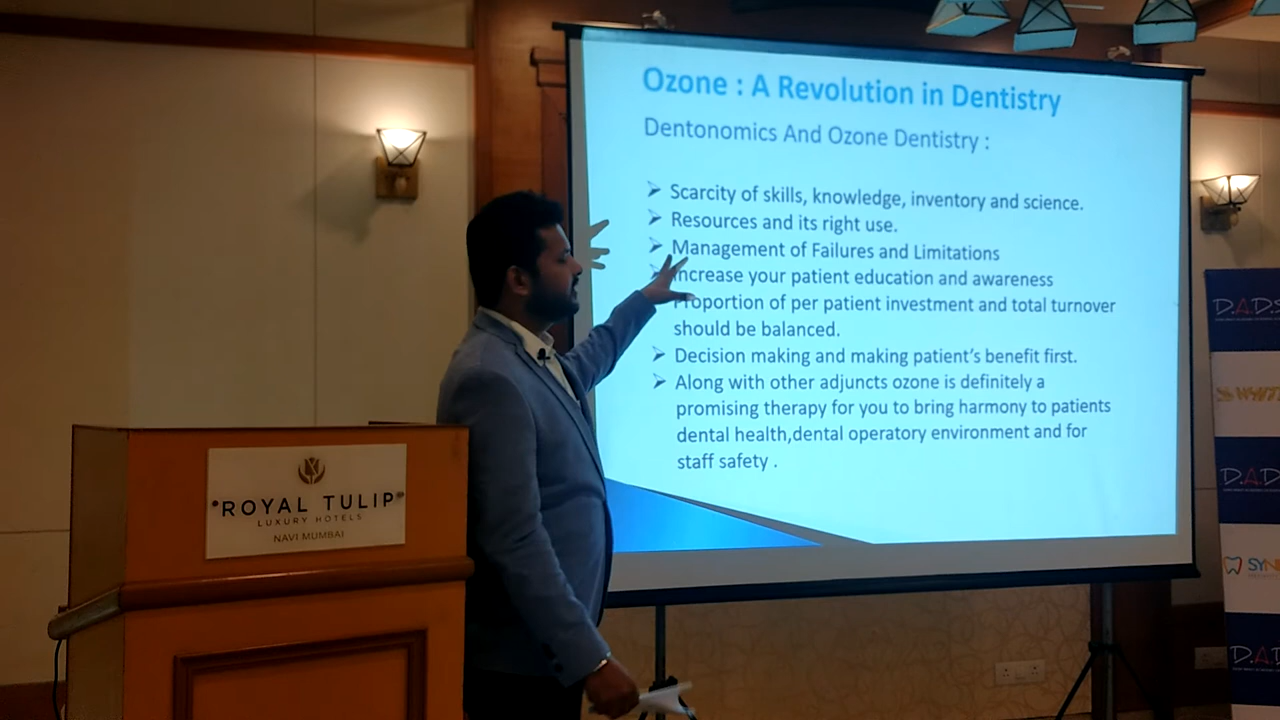 Ozone : A Revolution in Dentistry
Dentonomics And Ozone Dentistry :
Scarcity of skills, knowledge, inventory and science.
Resources and its right use.
Management of Failures and Limitations
Increase your patient education and awareness
Proportion of per patient investment and total turnover
should be balanced.
Decision making and making patient's benefit first.
Along with other adjuncts ozone is definitely a
promising therapy for you to bring harmony to patients
dental health,dental operatory environment and for
staff safety .
ROYAL TULIP
LUXURY HOTELS
NAVI MUMBAI
D.A.D.S
D.A.D
SYN
D.A.D